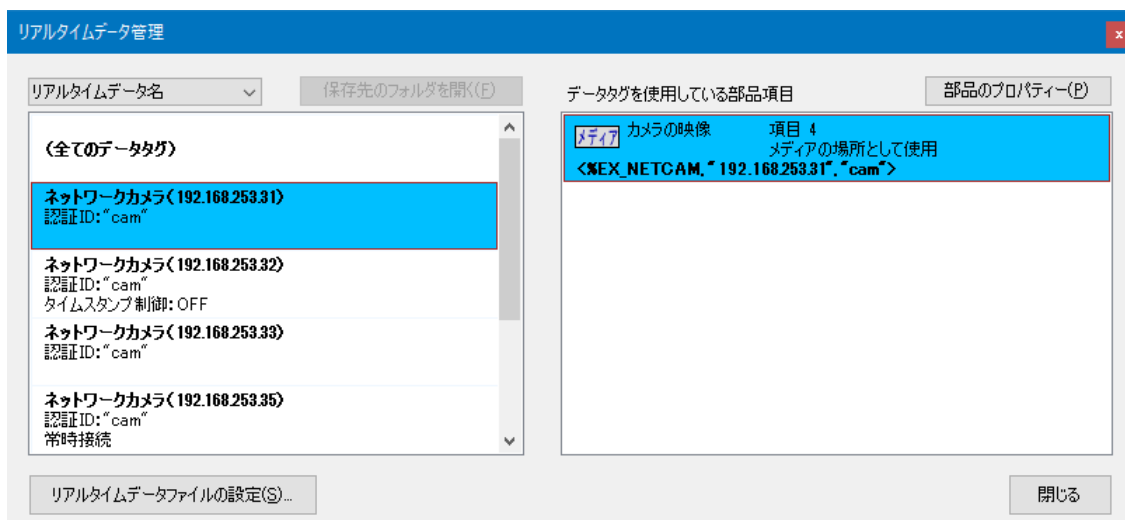 リアルタイムデータ管理
x
リアルタイムデータ名
保存先のフォルダを開く(F)
データタグを使用している部品項目
部品のプロパティー(P)
(全てのデータタグ)
ネットワークカメラ(192.168.253.31)
認証ID:"cam"
ネットワークカメラ(192.168.253.32)
認証ID:"cam"
タイムスタンプ制御:OFF
ネットワークカメラ(192.168.253.33)
認証ID:"cam"
ネットワークカメラ(192.168.253.35)
認証ID:"cam"
常時接続
メディア カメラの映像 項目 4
メディアの場所として使用
<%EX_NETCAM,"192.168.253.31","cam">
リアルタイムデータファイルの設定(S)...
閉じる